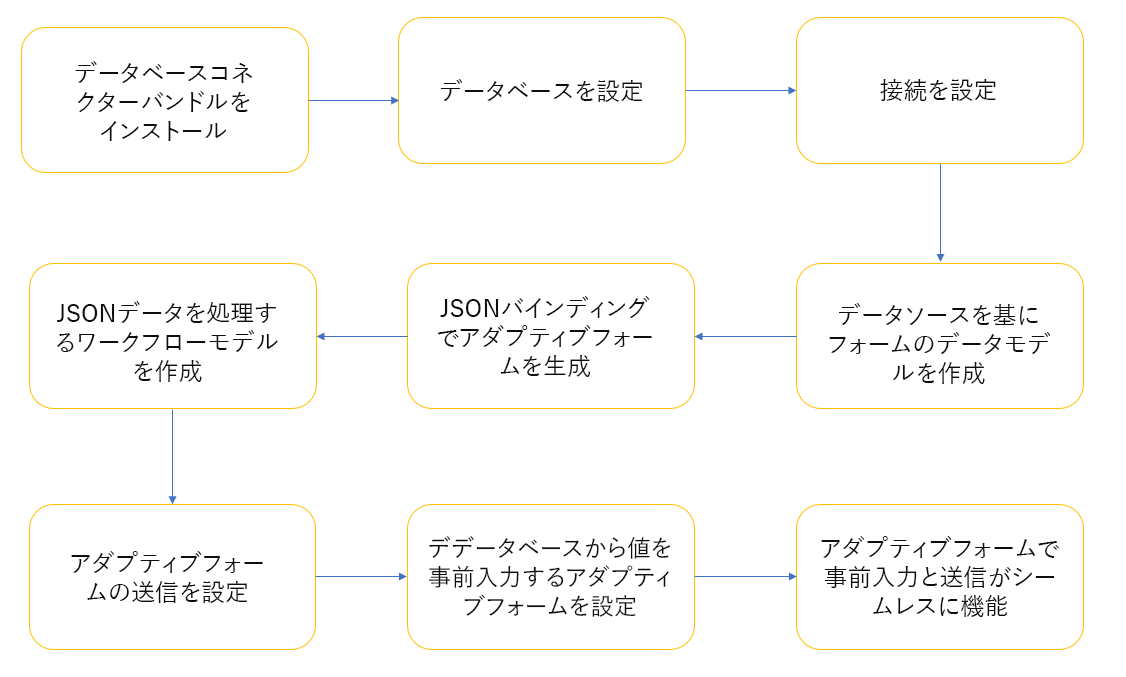 データベースコネ
クターバンドルを
インストール
データベースを設定
接続を設定
データソースを基に
フォームのデータモデ
ルを作成
JSONバインディング
でアダプティブフォー
ムを生成
JSONデータを処理す
るワークフローモデル
を作成
アダプティブフォー
ムの送信を設定
デデータベースから値を
事前入力するアダプティ
ブフォームを設定
アダプティブフォームで
事前入力と送信がシー
ムレスに機能